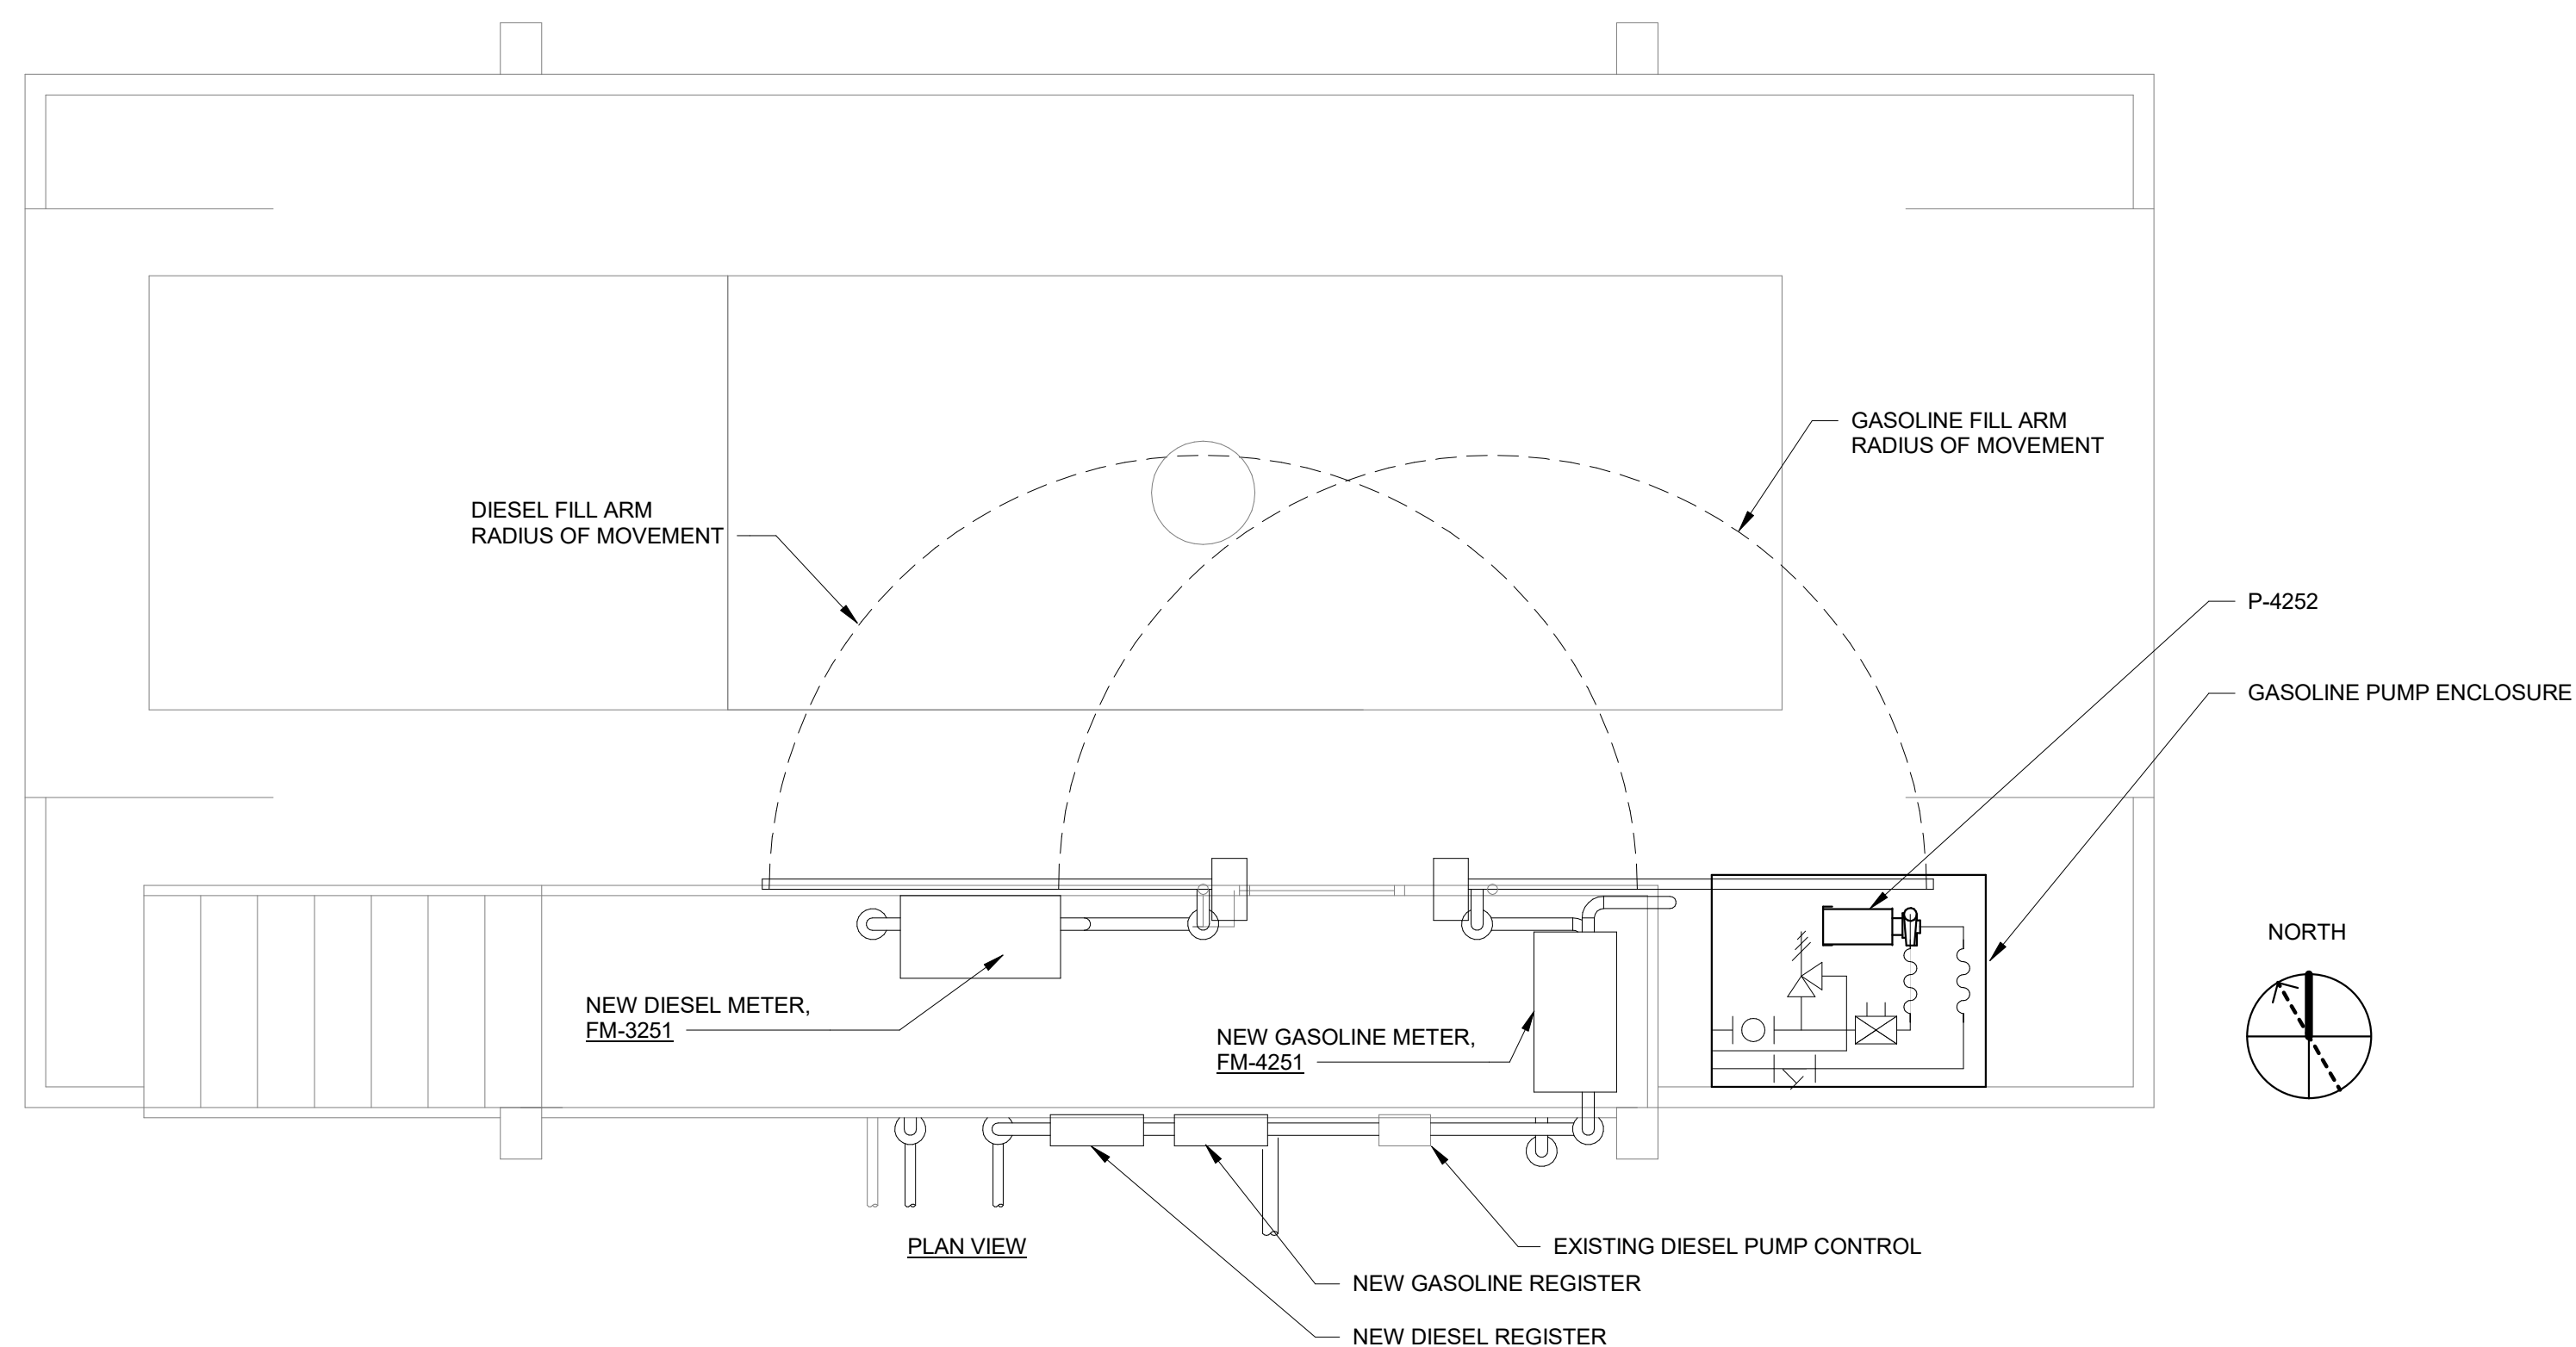 GASOLINE FILL ARM
RADIUS OF MOVEMENT
DIESEL FILL ARM
RADIUS OF MOVEMENT
P-4252
GASOLINE PUMP ENCLOSURE
NORTH
NEW DIESEL METER,
FM-3251
NEW GASOLINE METER,
FM-4251
PLAN VIEW
EXISTING DIESEL PUMP CONTROL
NEW GASOLINE REGISTER
NEW DIESEL REGISTER